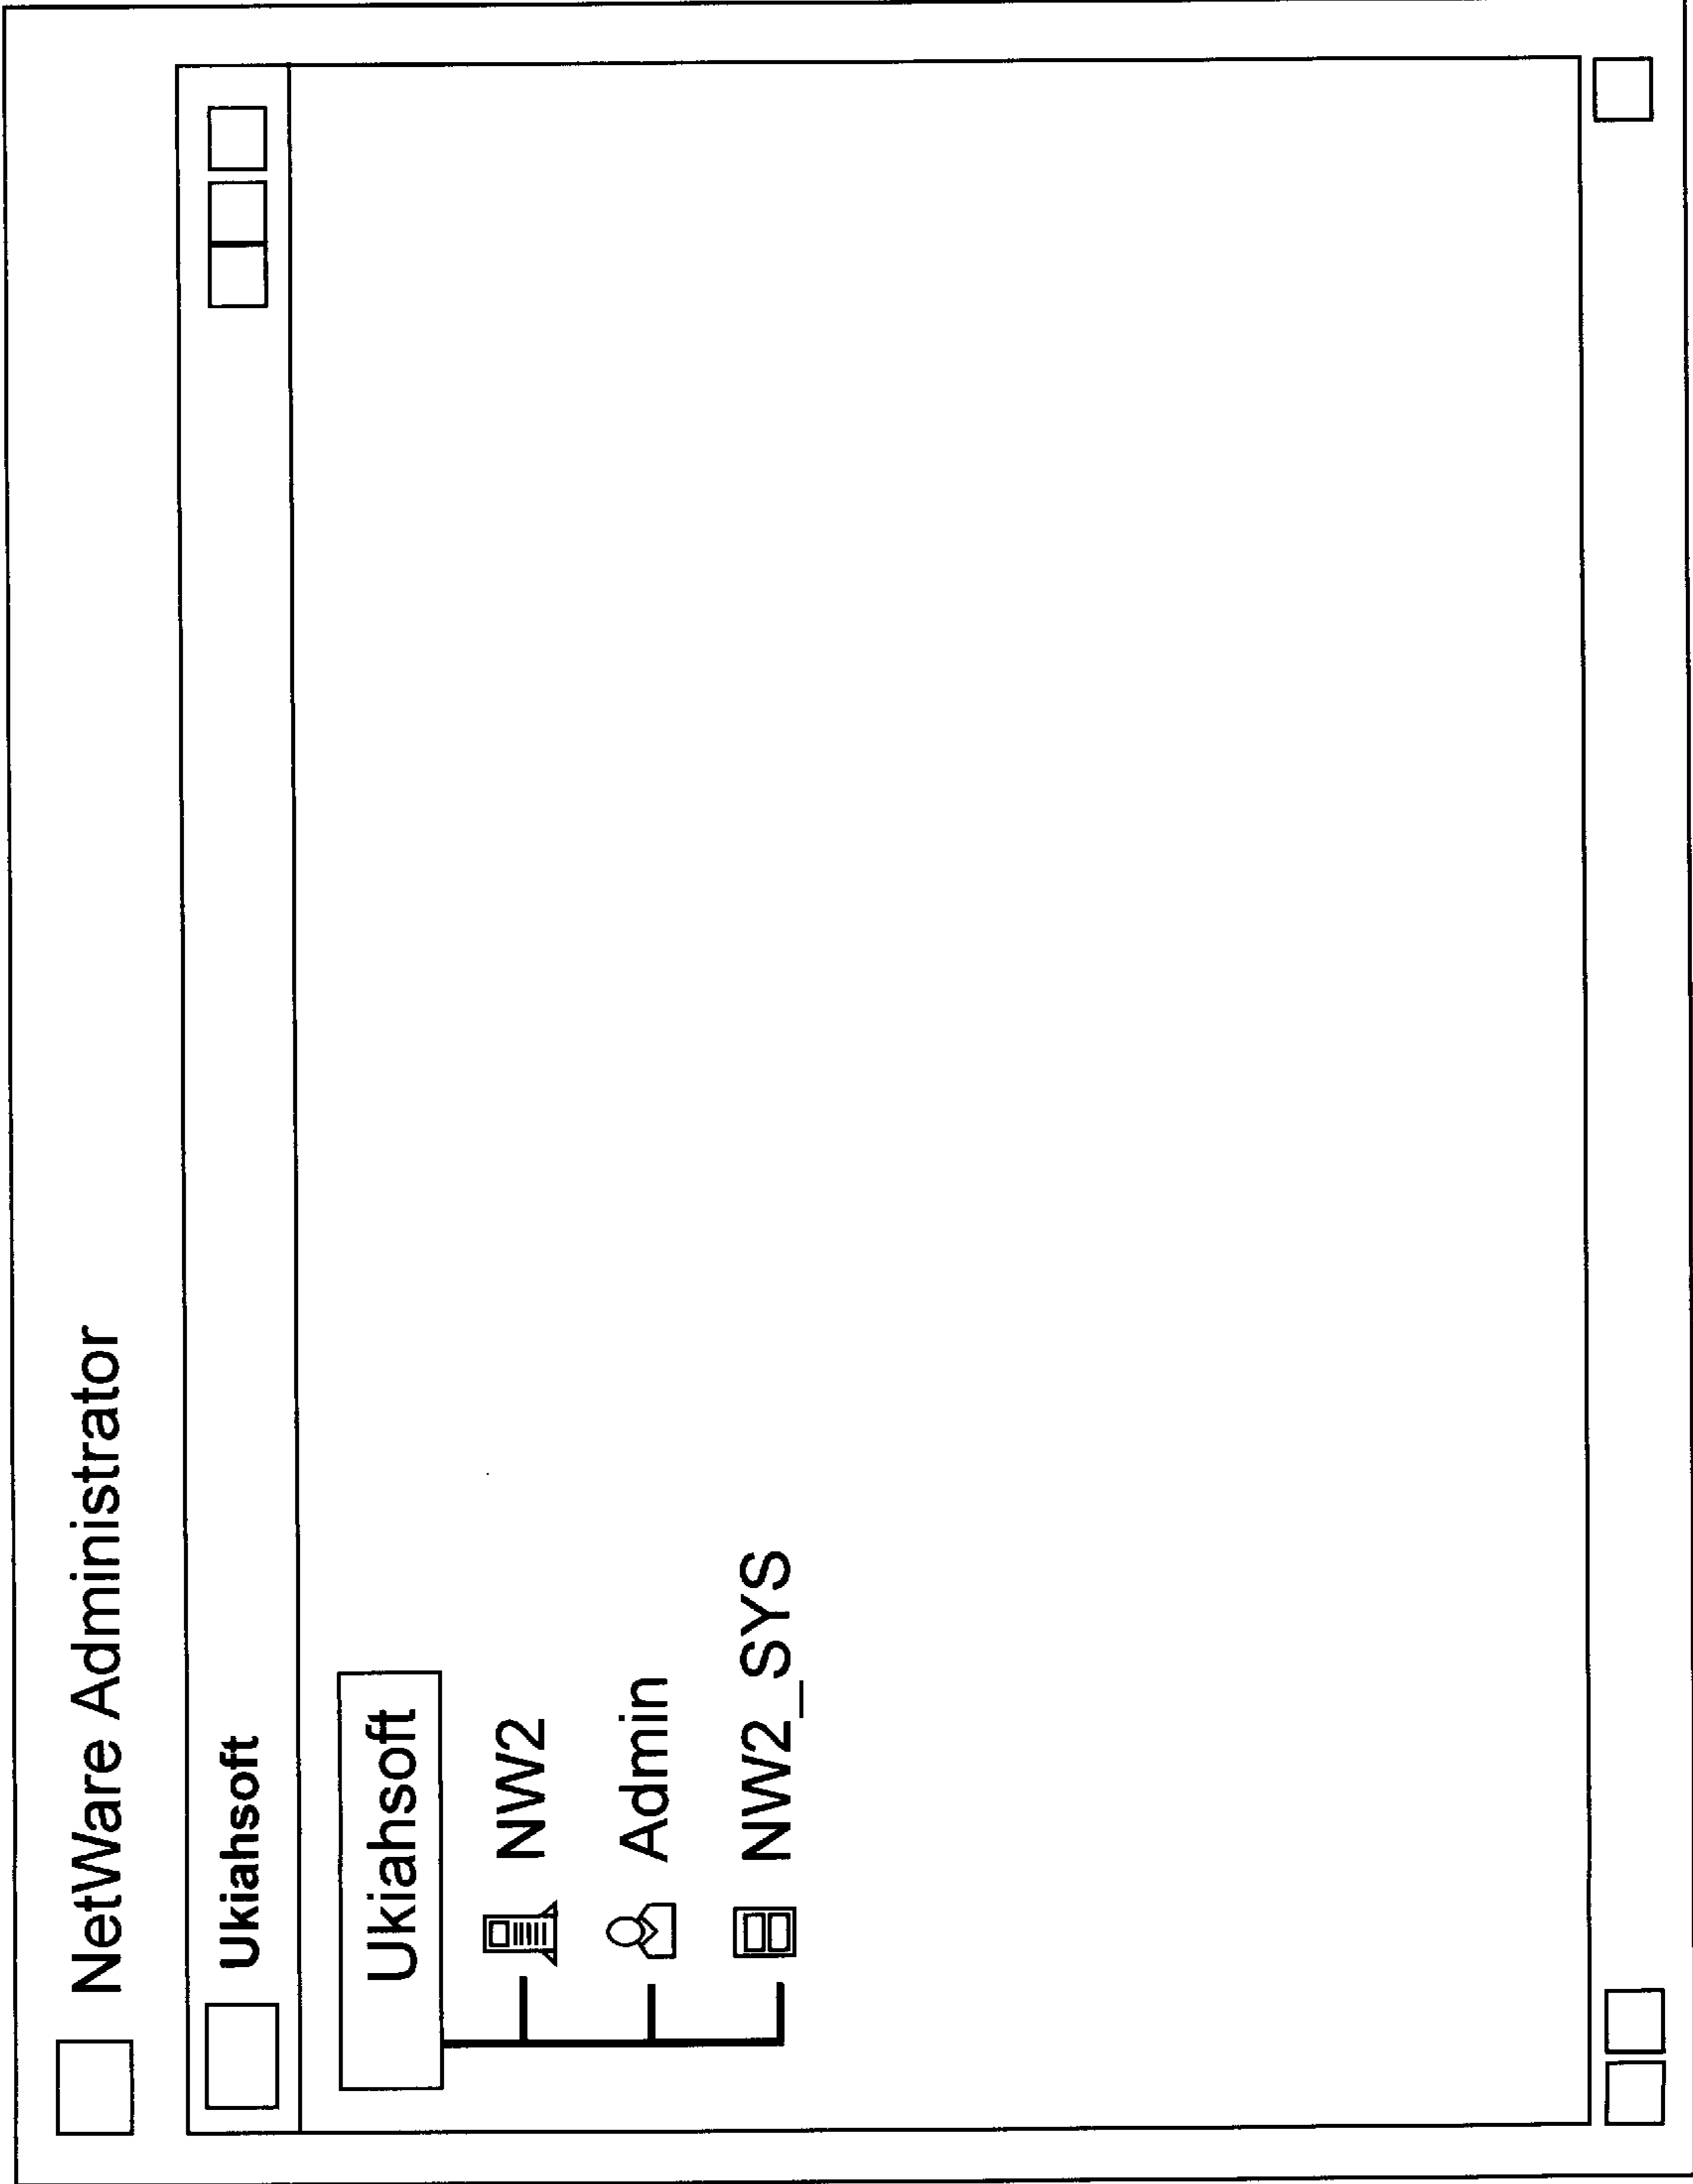 NetWare Administrator
Ukiahsoft
Ukiahsoft
NW2
Admin
NW2_SYS